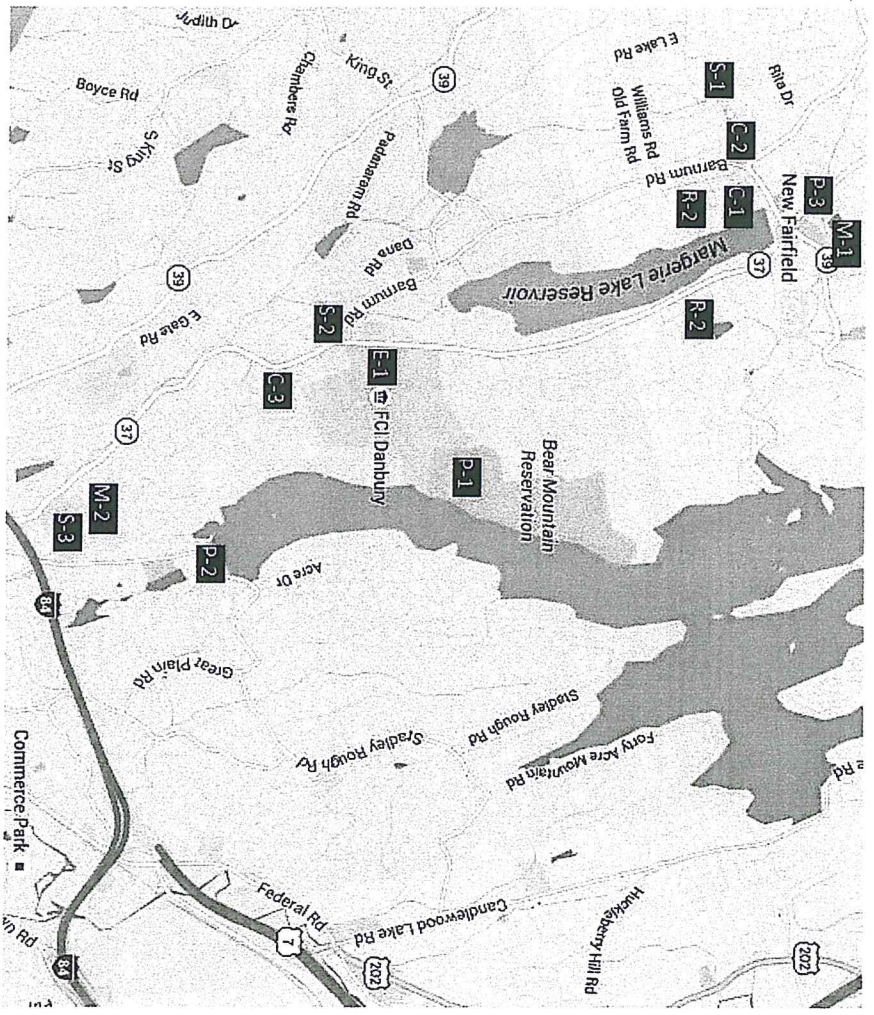 Judith Dr
Boyce Rd
S King St
Chambers Rd
King St
39
Padanaram Rd
E Lake Rd
S-1
Rita Dr
Williams Rd
Old Farm Rd
C-2
Barnum Rd
P-3
New Fairfield
M-1
39
C-1
R-2
37
Margerie Lake Reservoir
R-2
Dana Rd
Barnum Rd
39
E Gate Rd
S-2
E-1
FCI Danbury
C-3
37
P-1
Bear Mountain
Reservation
M-2
S-3
P-2
Acre Dr
84
Great Plain Rd
Stadley Rough Rd
Stadley Rough Rd
Forty Acre Mountain Rd
e Rd
Commerce Park
Federal Rd
Candlewood Lake Rd
Huckleberry Hill Rd
7
202
202
84
wn Rd